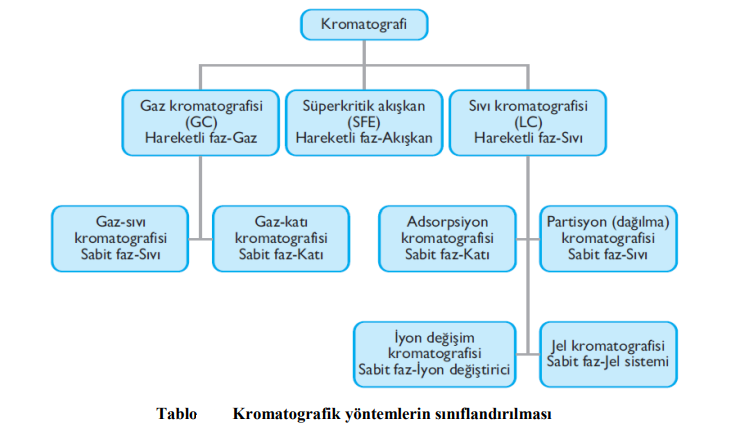 Kromatografi
Gaz kromatografisi
(GC)
Hareketli faz-Gaz
Süperkritik akışkan
(SFE)
Hareketli faz-Akışkan
Sıvı kromatografisi
(LC)
Hareketli faz-Sıvı
Gaz-sıvı
kromatografisi
Sabit faz-Sıvı
Gaz-katı
kromatografisi
Sabit faz-Katı
Adsorpsiyon
kromatografisi
Sabit faz-Katı
Partisyon (dağılma)
kromatografisi
Sabit faz-Sıvı
İyon değişim
kromatografisi
Sabit faz-İyon değiştirici
Jel kromatografisi
Sabit faz-Jel sistemi
Tablo Kromatografik yöntemlerin sınıflandırılması